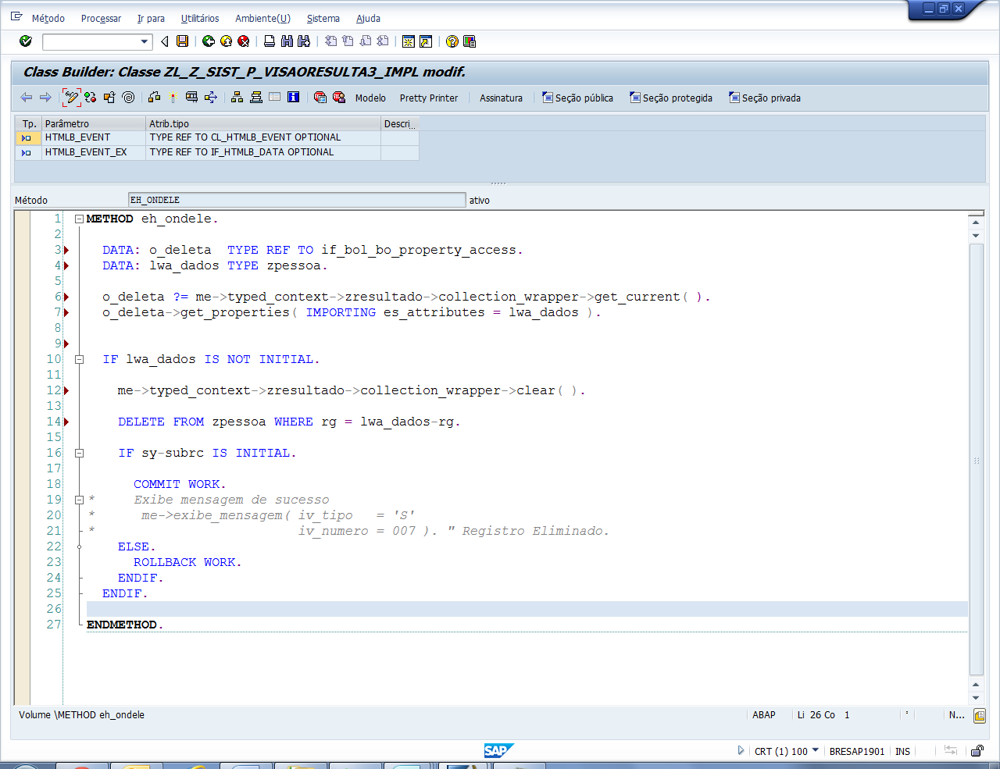 Método Processar Ir para Utilitários Ambiente(U) Sistema Ajuda
Class Builder: Classe ZL_Z_SIST_P_VISAORESULTA3_IMPL modif.
Modelo Pretty Printer Assinatura Seção pública Seção protegida Seção privada
Tp. Parâmetro Atrib.tipo Descri...
HTMLB_EVENT TYPE REF TO CL_HTMLB_EVENT OPTIONAL
HTMLB_EVENT_EX TYPE REF TO IF_HTMLB_DATA OPTIONAL
Método EH_ONDELE ativo
1 METHOD eh_ondele.
2
3 DATA: o_deleta TYPE REF TO if_bol_bo_property_access.
4 DATA: lwa_dados TYPE zpessoa.
5
6 o_deleta ?= me->typed_context->zresultado->collection_wrapper->get_current( ).
7 o_deleta->get_properties( IMPORTING es_attributes = lwa_dados ).
8
9
10 IF lwa_dados IS NOT INITIAL.
11
12 me->typed_context->zresultado->collection_wrapper->clear( ).
13
14 DELETE FROM zpessoa WHERE rg = lwa_dados-rg.
15
16 IF sy-subrc IS INITIAL.
17
18 COMMIT WORK.
19 * Exibe mensagem de sucesso
20 * me->exibe_mensagem( iv_tipo = 'S'
21 * iv_numero = 007 ). " Registro Eliminado.
22 ELSE.
23 ROLLBACK WORK.
24 ENDIF.
25 ENDIF.
26
27 ENDMETHOD.
Volume \METHOD eh_ondele ABAP Li 26 Co 1 N...
SAP CRT (1) 100 BRESAP1901 INS